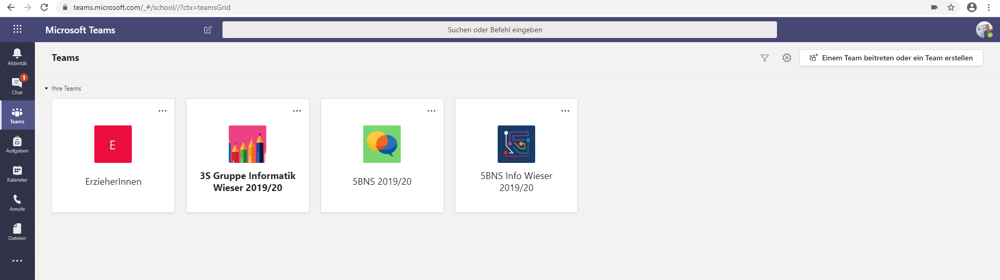 teams.microsoft.com/_#/school//?ctx=teamsGrid
Microsoft Teams
Suchen oder Befehl eingeben
Aktivität
Teams
Einem Team beitreten oder ein Team erstellen
1
Chat
Ihre Teams
Teams
E
ErzieherInnen
3S Gruppe Informatik
Wieser 2019/20
5BNS 2019/20
5BNS Info Wieser
2019/20
Aufgaben
Kalender
Anrufe
Dateien